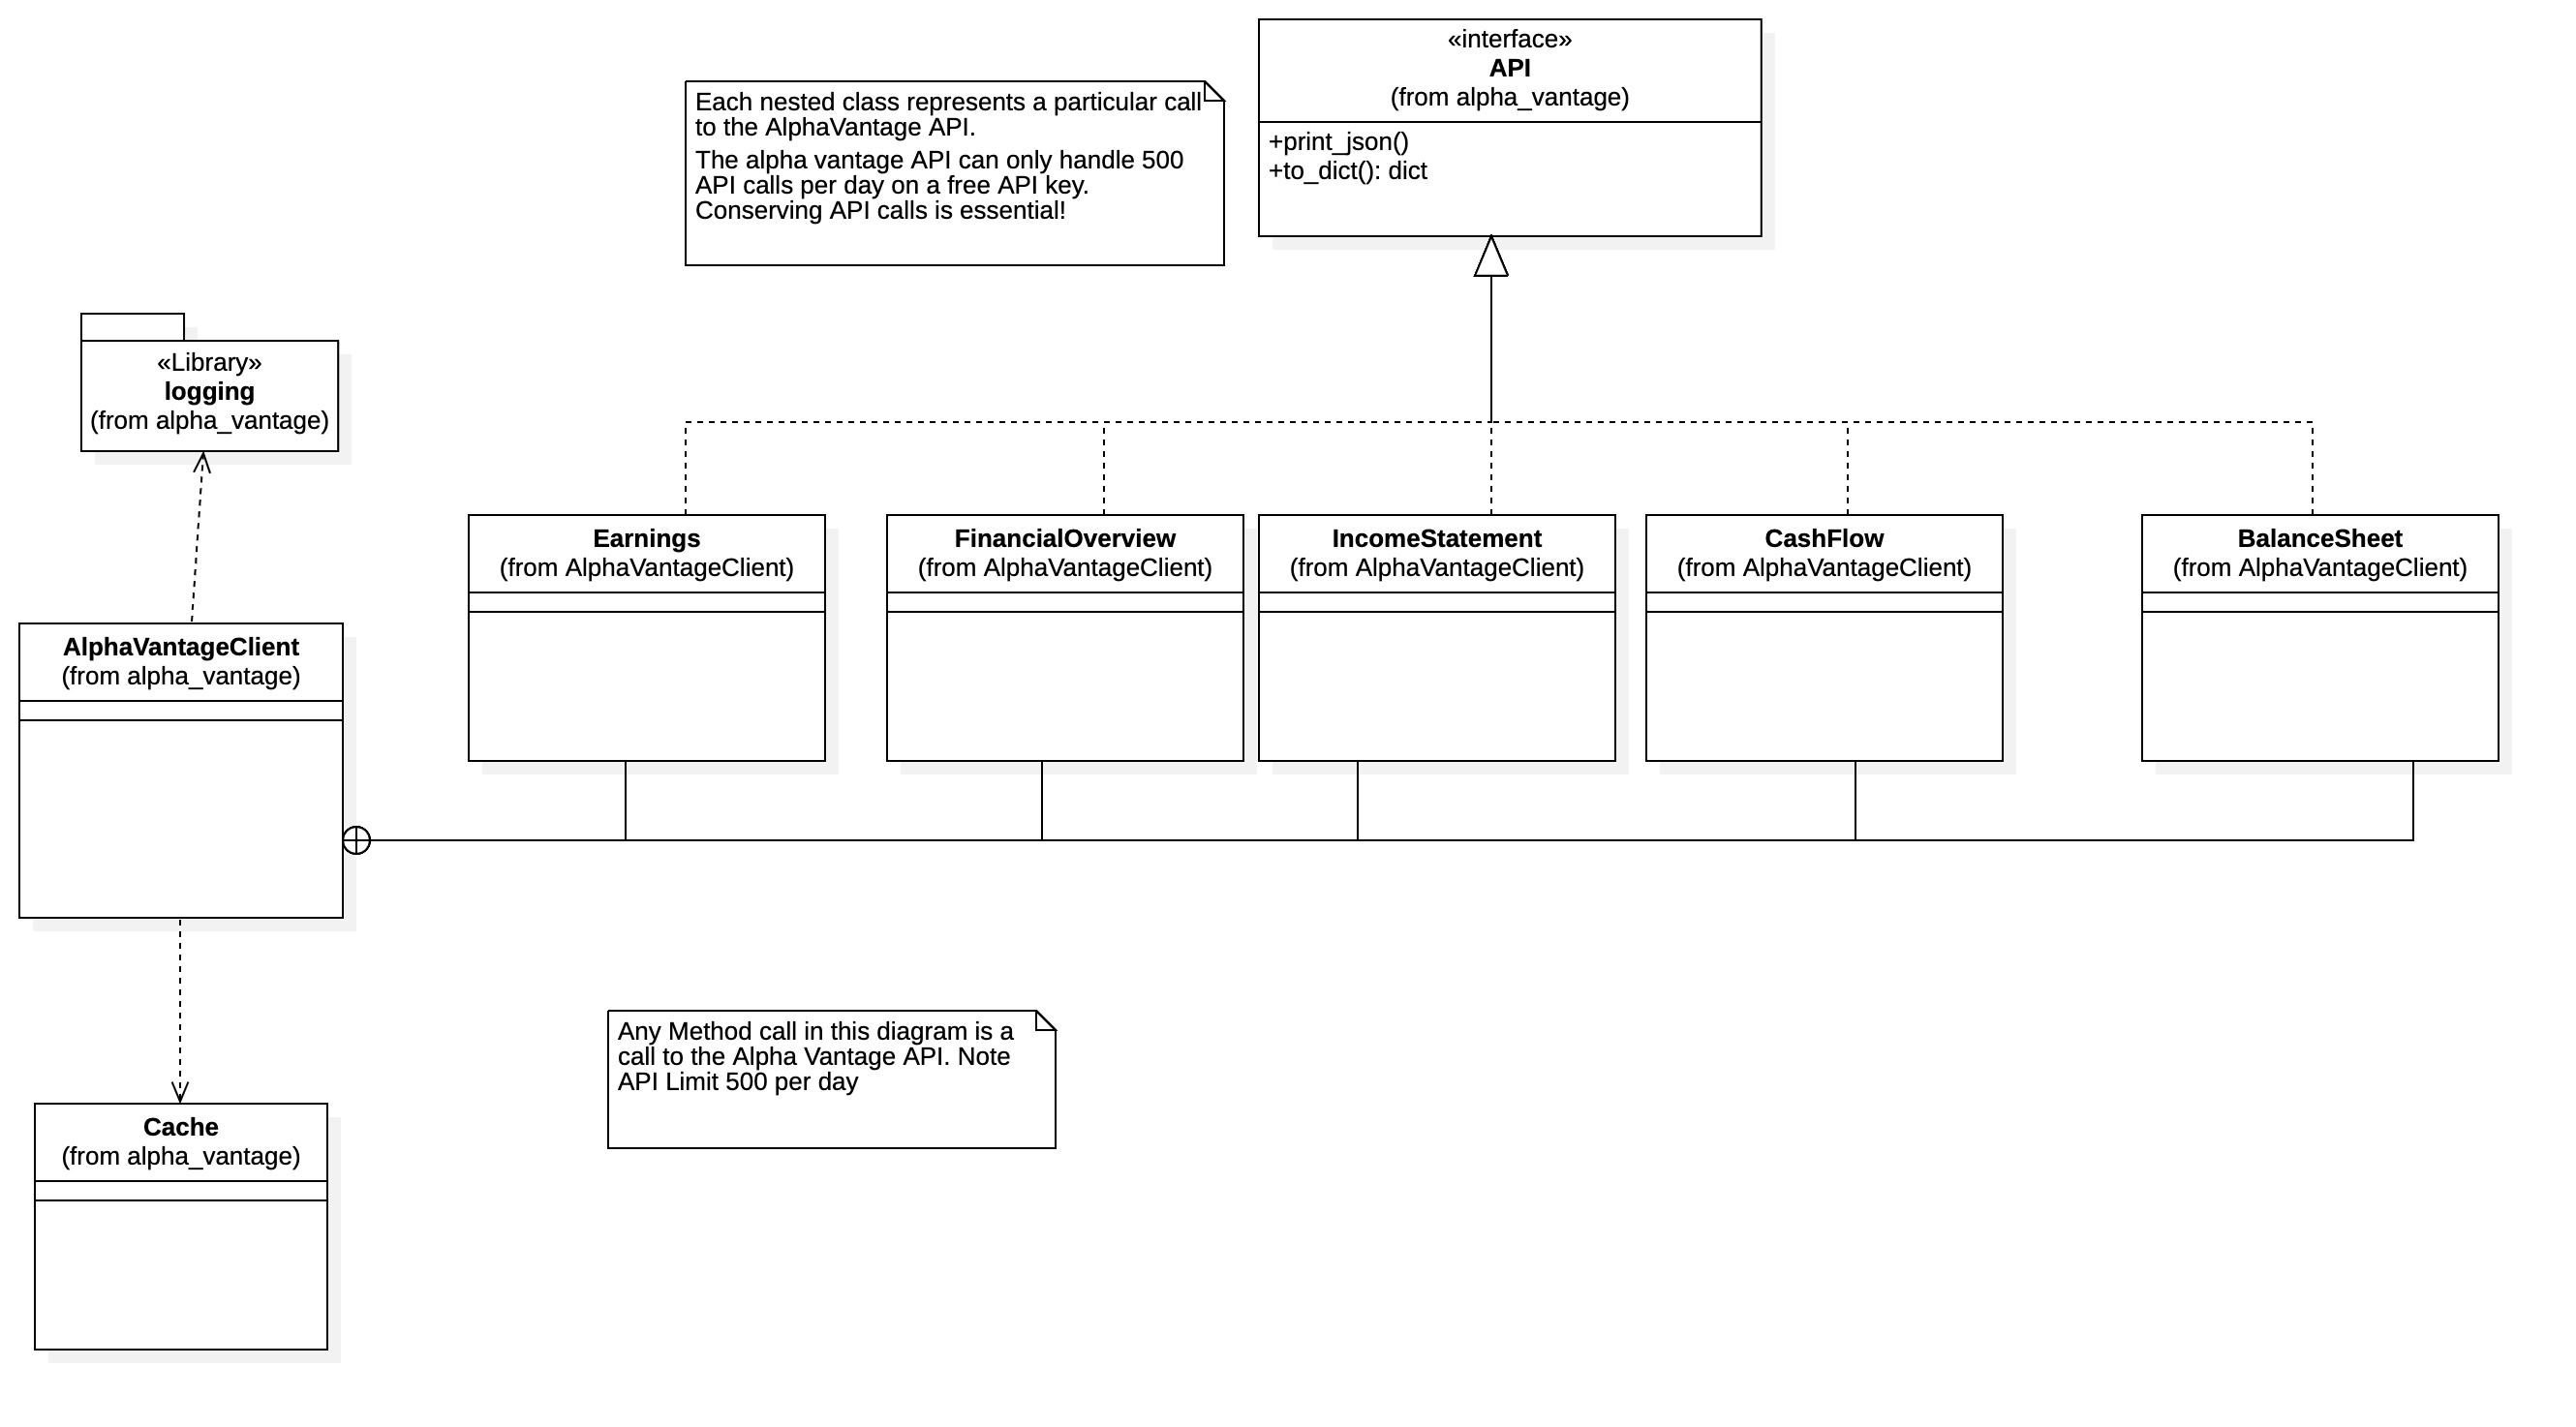 «interface»
API
(from alpha_vantage)
+print_json()
+to_dict(): dict
Each nested class represents a particular call
to the AlphaVantage API.
The alpha vantage API can only handle 500
API calls per day on a free API key.
Conserving API calls is essential!
«Library»
logging
(from alpha_vantage)
Earnings
(from AlphaVantageClient)
FinancialOverview
(from AlphaVantageClient)
IncomeStatement
(from AlphaVantageClient)
CashFlow
(from AlphaVantageClient)
BalanceSheet
(from AlphaVantageClient)
AlphaVantageClient
(from alpha_vantage)
Any Method call in this diagram is a
call to the Alpha Vantage API. Note
API Limit 500 per day
Cache
(from alpha_vantage)